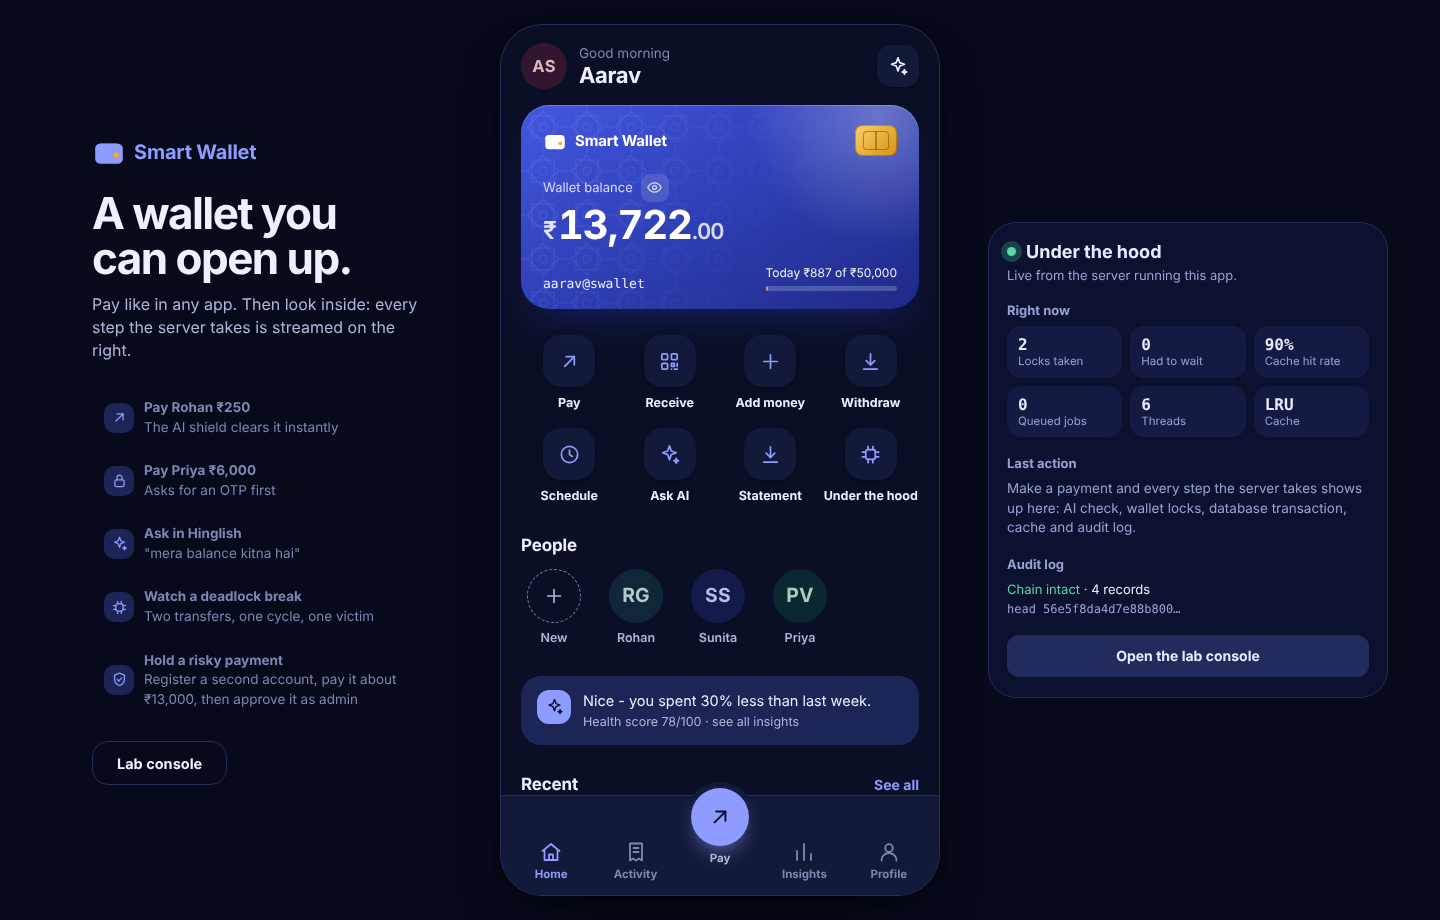 Smart Wallet
A wallet you
can open up.
Pay like in any app. Then look inside: every
step the server takes is streamed on the
right.
Pay Rohan ₹250
The AI shield clears it instantly
Pay Priya ₹6,000
Asks for an OTP first
Ask in Hinglish
"mera balance kitna hai"
Watch a deadlock break
Two transfers, one cycle, one victim
Hold a risky payment
Register a second account, pay it about
₹13,000, then approve it as admin
Lab console
AS
Good morning
Aarav
Smart Wallet
Wallet balance
₹13,722.00
aarav@swallet
Today ₹887 of ₹50,000
Pay
Receive
Add money
Withdraw
Schedule
Ask AI
Statement
Under the hood
People
New
RG
Rohan
SS
Sunita
PV
Priya
Nice - you spent 30% less than last week.
Health score 78/100 · see all insights
Recent
See all
Home
Activity
Pay
Insights
Profile
Under the hood
Live from the server running this app.
Right now
2
Locks taken
0
Had to wait
90%
Cache hit rate
0
Queued jobs
6
Threads
LRU
Cache
Last action
Make a payment and every step the server takes shows
up here: AI check, wallet locks, database transaction,
cache and audit log.
Audit log
Chain intact · 4 records
head 56e5f8da4d7e88b800…
Open the lab console